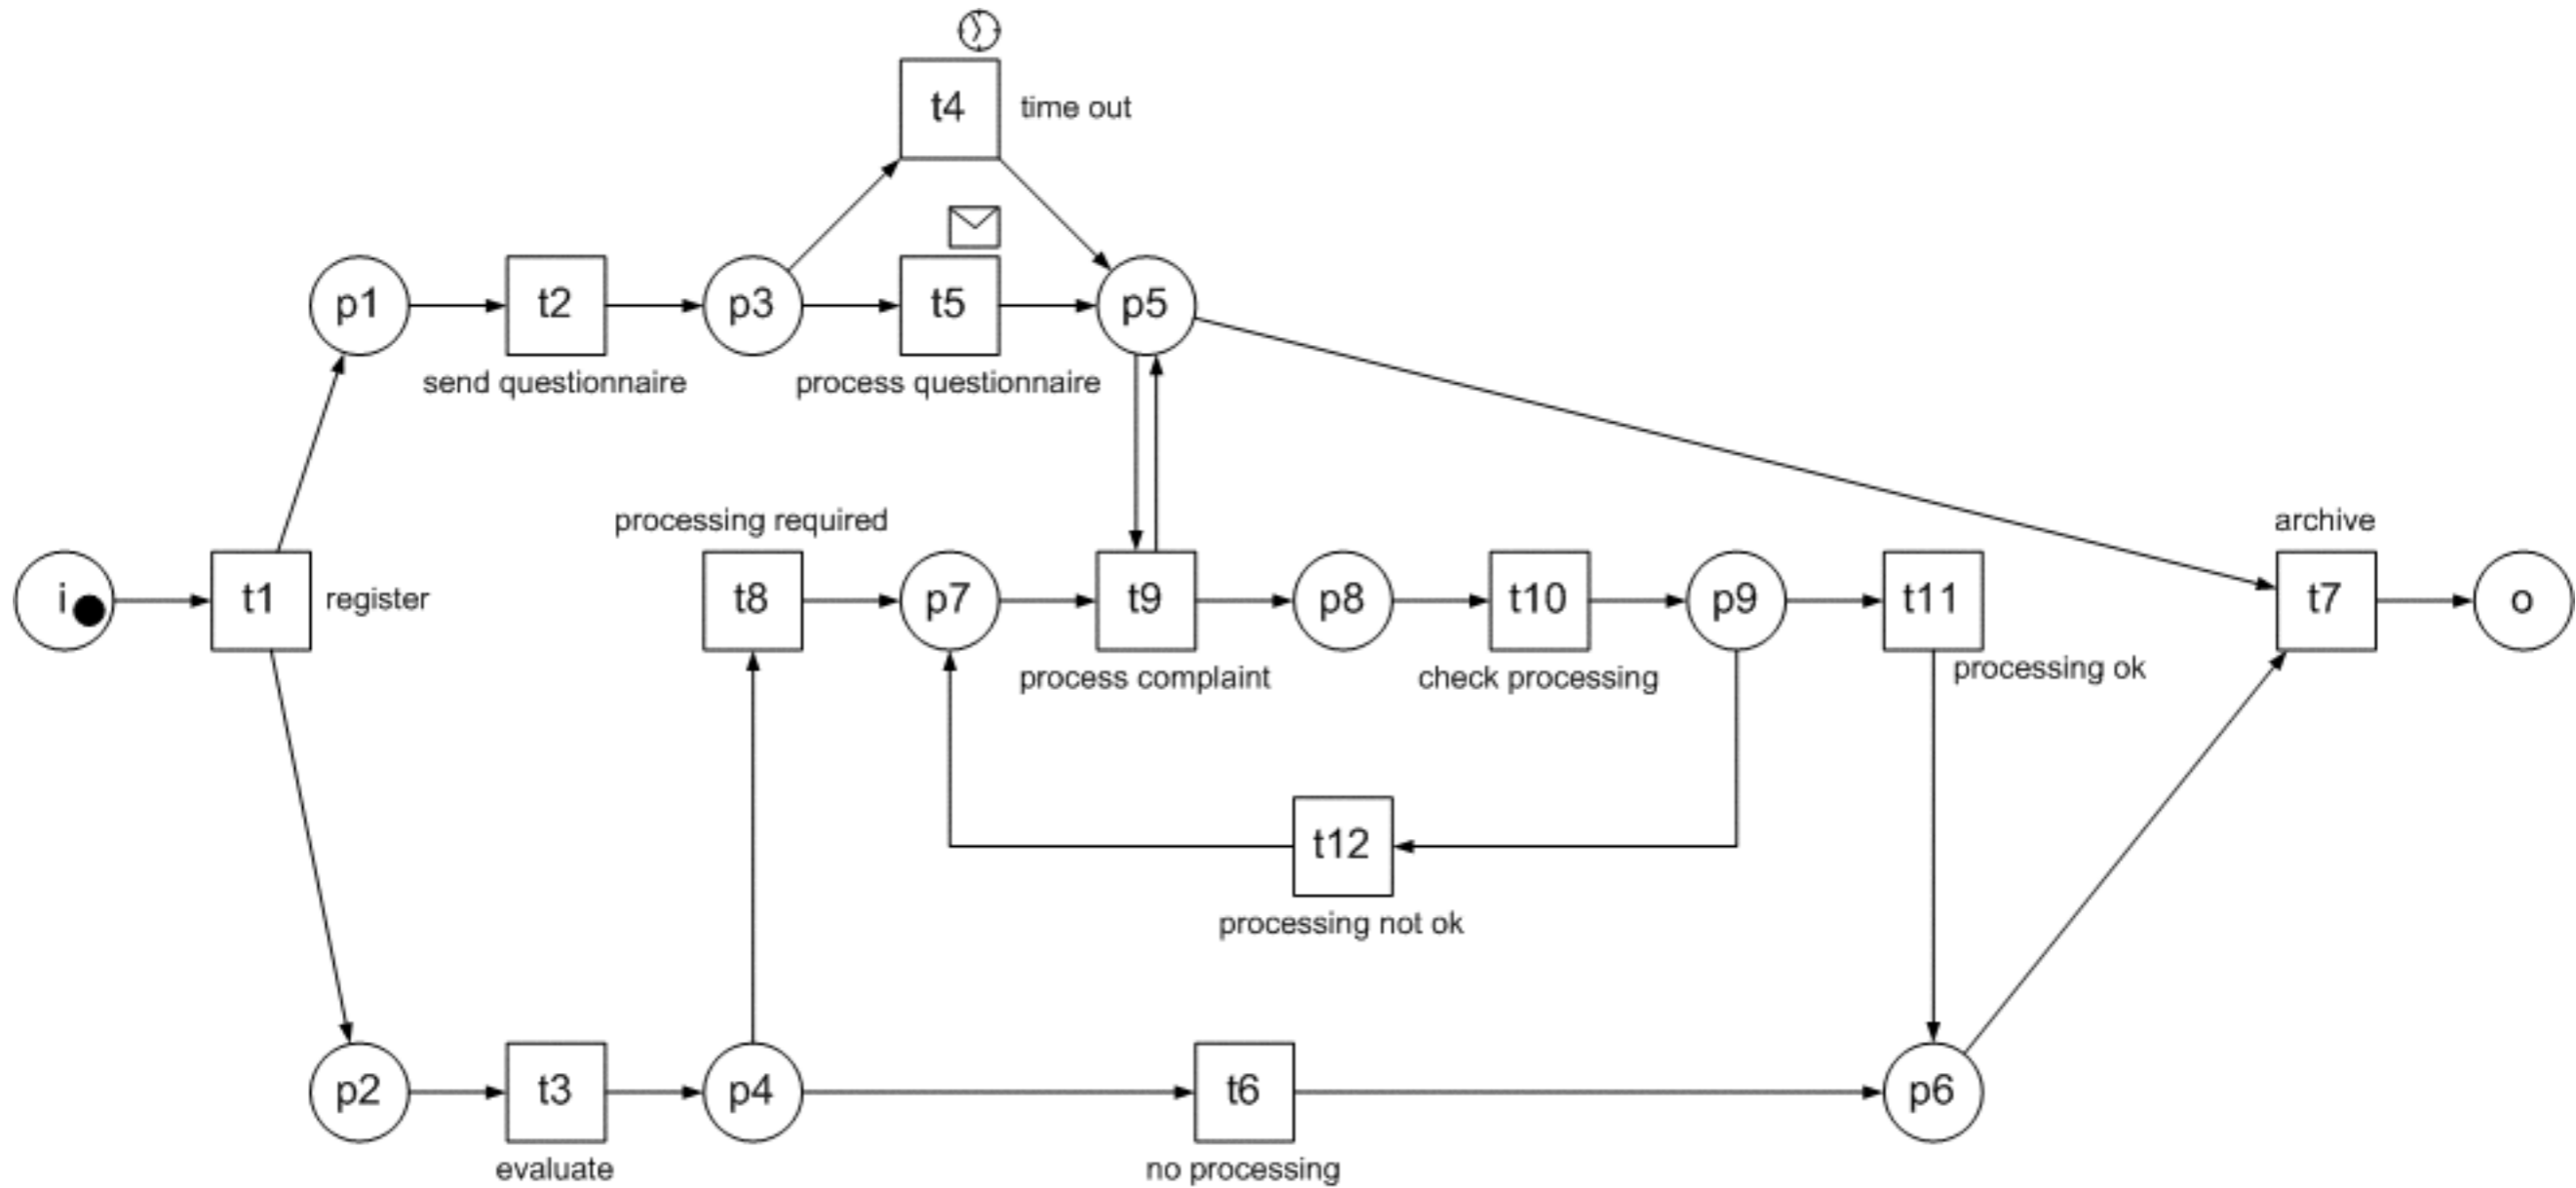 t4
time out
p1
t2
p3
t5
p5
send questionnaire
process questionnaire
processing required
archive
i
t1
register
t8
p7
t9
p8
t10
p9
t11
t7
o
process complaint
check processing
processing ok
t12
processing not ok
p2
t3
p4
t6
p6
evaluate
no processing